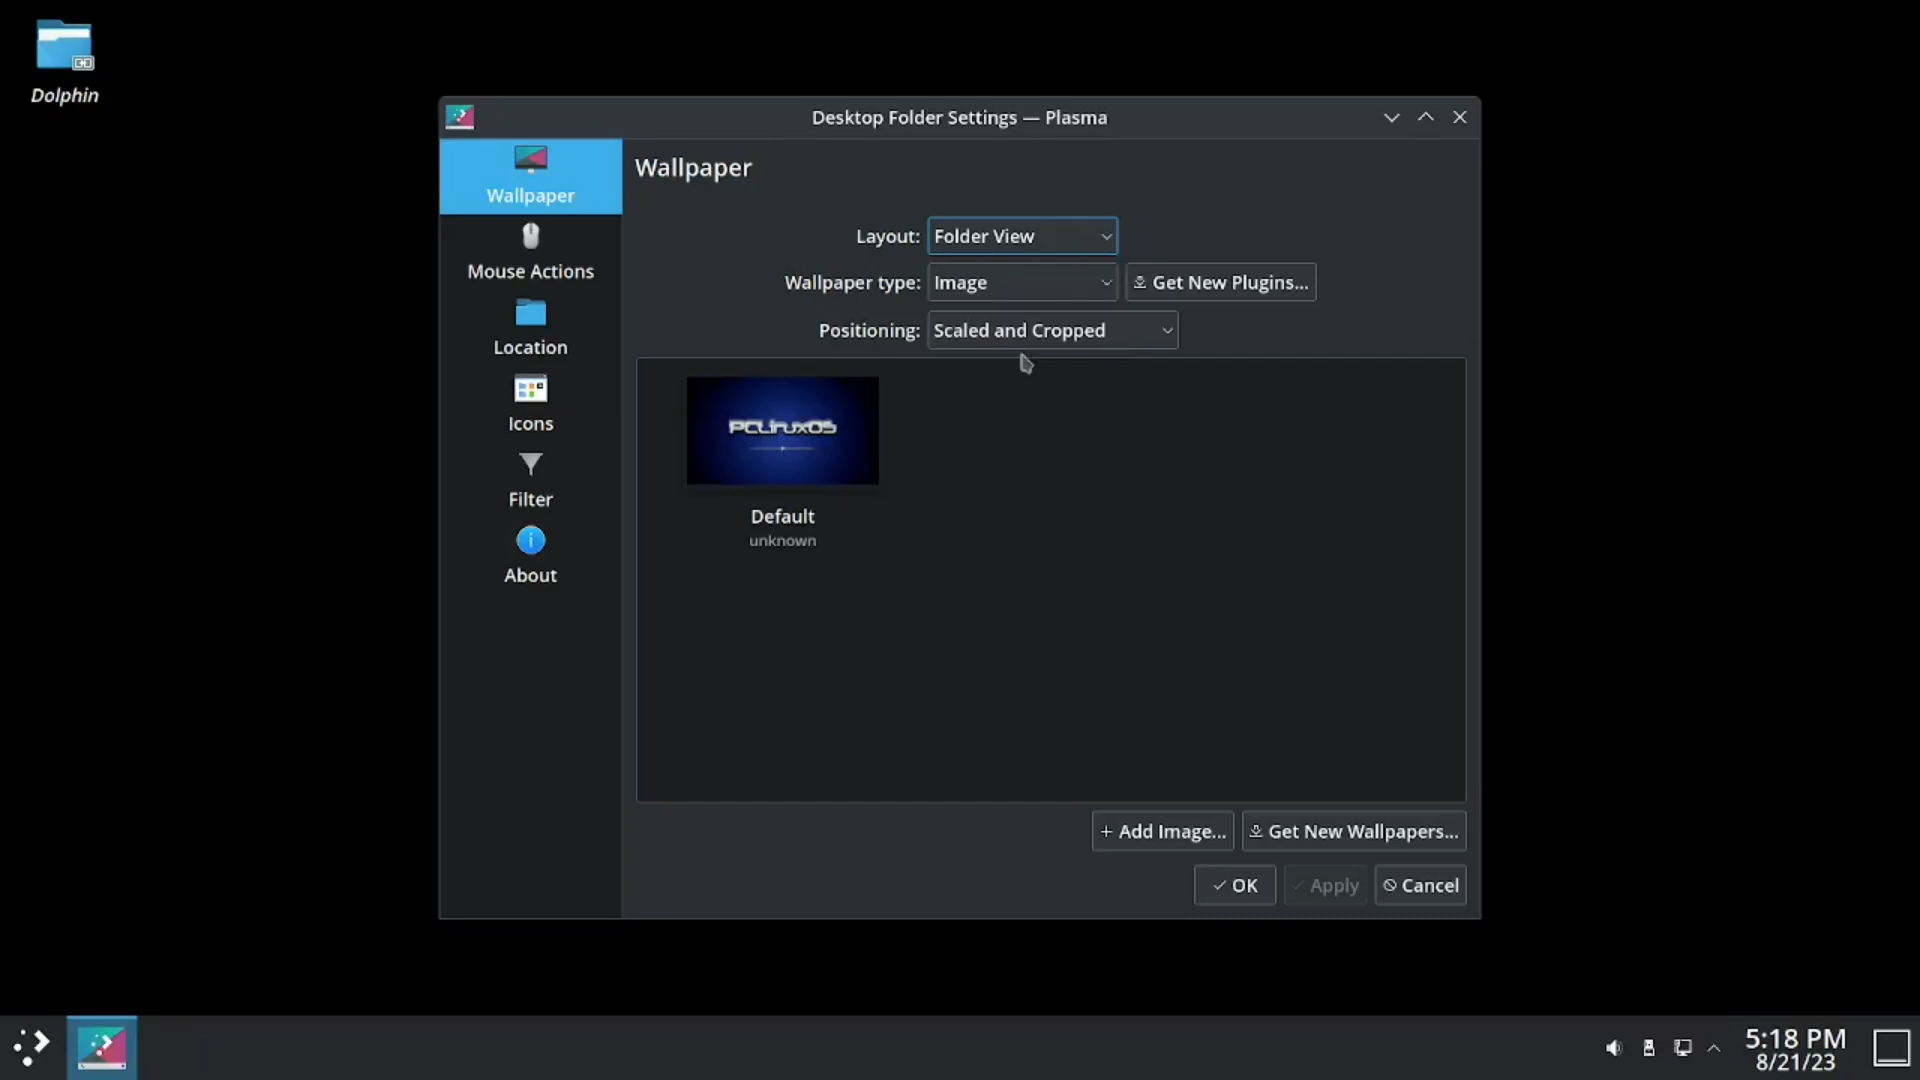 Dolphin
Desktop Folder Settings — Plasma
Wallpaper
Mouse Actions
Location
Icons
Filter
About
Wallpaper
Layout: Folder View
Wallpaper type: Image Get New Plugins...
Positioning: Scaled and Cropped
PCLinuxOS
Default
unknown
+ Add Image... Get New Wallpapers...
OK Apply Cancel
5:18 PM
8/21/23